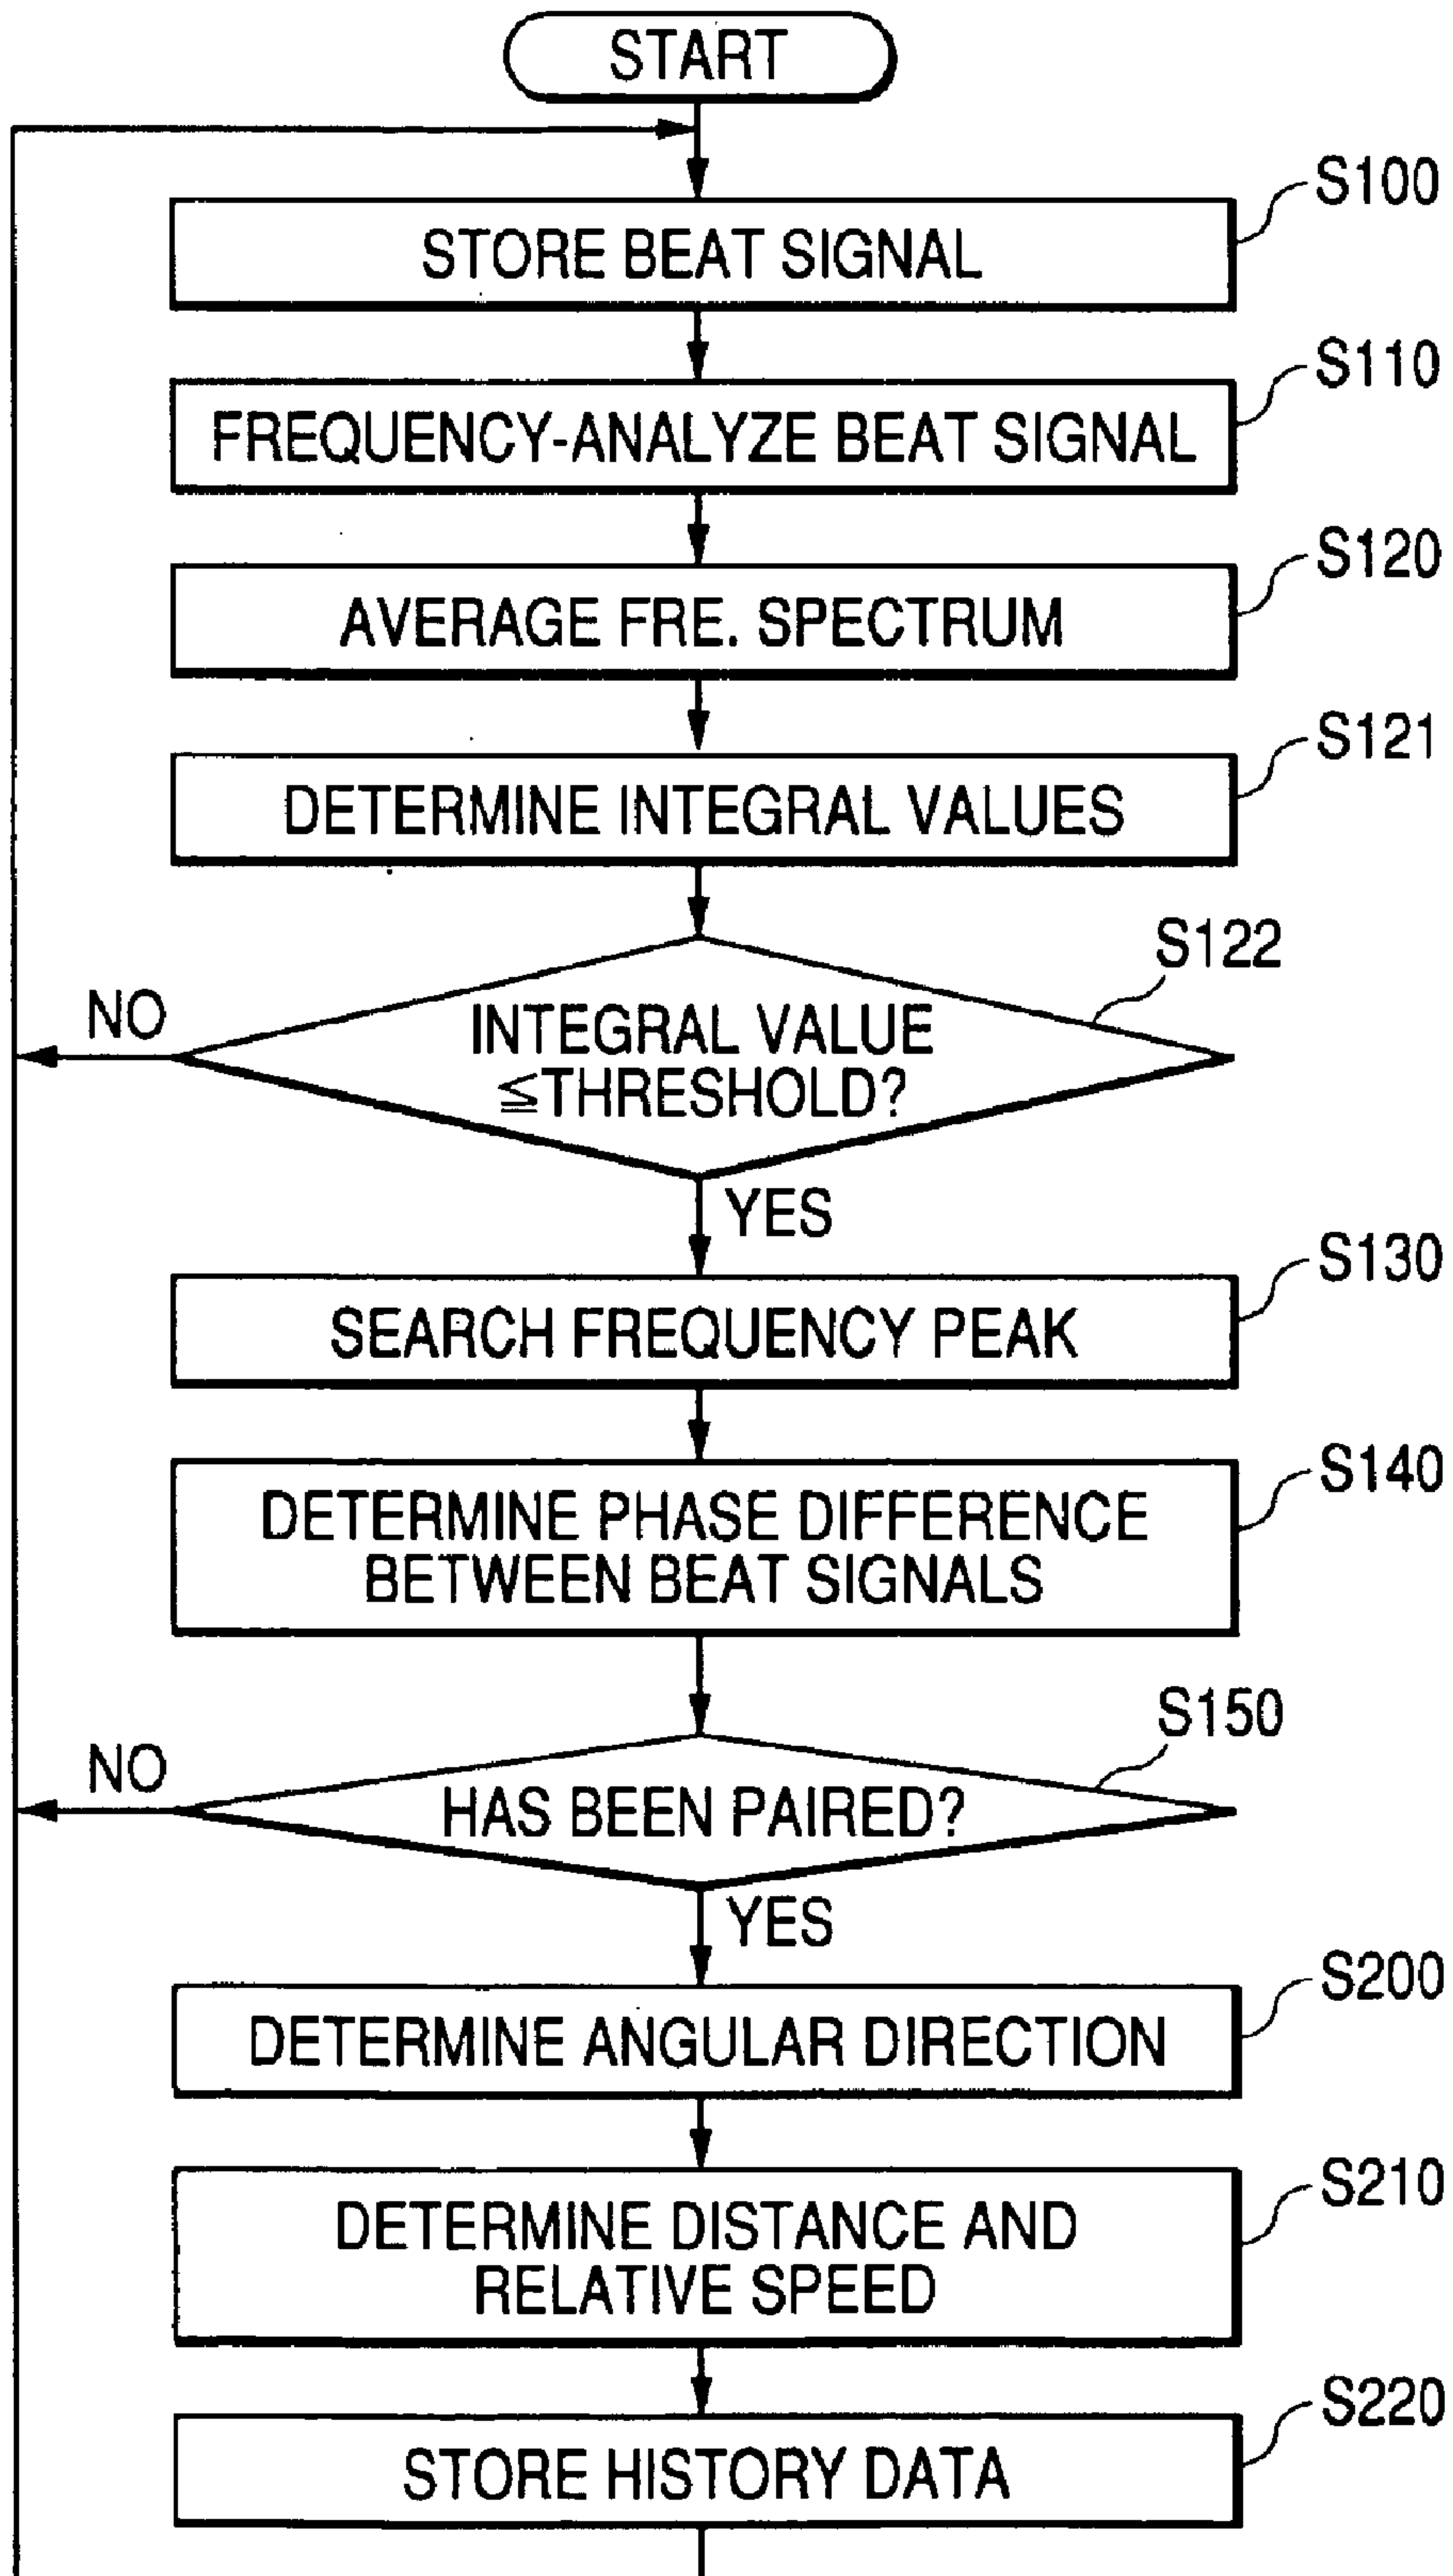 START
S100
STORE BEAT SIGNAL
S110
FREQUENCY-ANALYZE BEAT SIGNAL
S120
AVERAGE FRE. SPECTRUM
S121
DETERMINE INTEGRAL VALUES
S122
NO
INTEGRAL VALUE
≦THRESHOLD?
YES
S130
SEARCH FREQUENCY PEAK
S140
DETERMINE PHASE DIFFERENCE
BETWEEN BEAT SIGNALS
S150
NO
HAS BEEN PAIRED?
YES
S200
DETERMINE ANGULAR DIRECTION
S210
DETERMINE DISTANCE AND
RELATIVE SPEED
S220
STORE HISTORY DATA